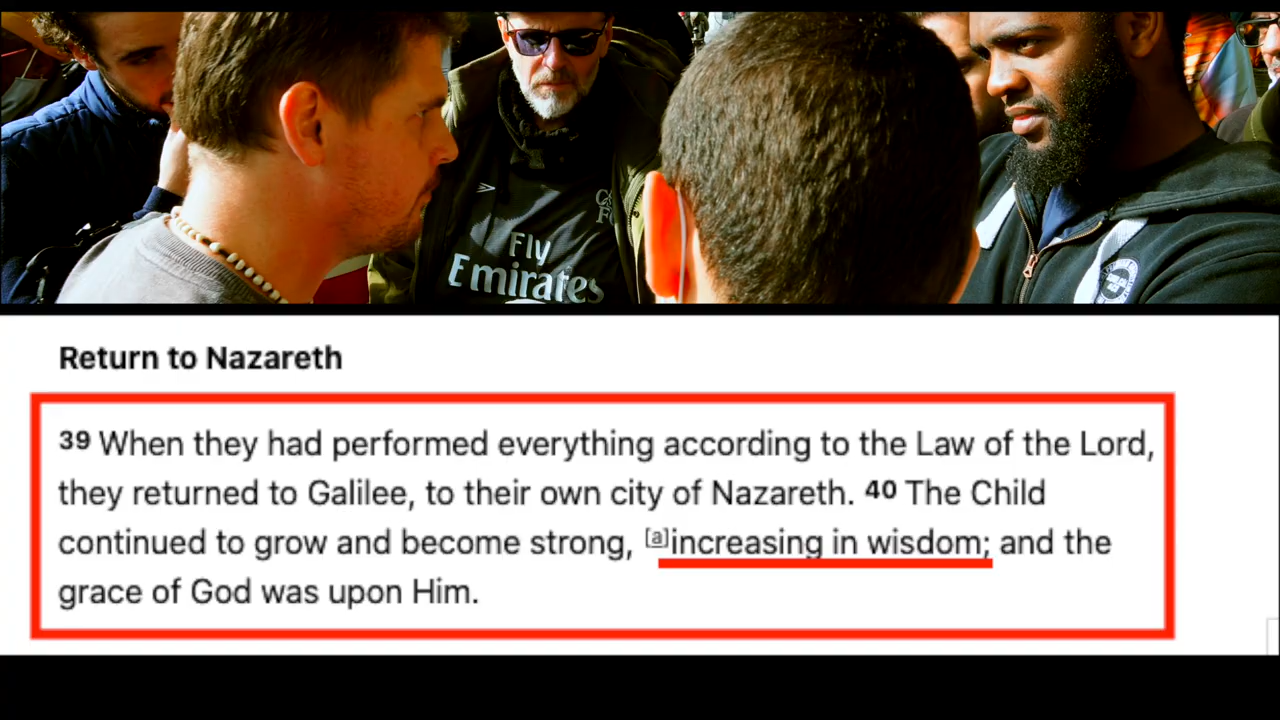 Fly
Emirates
Return to Nazareth
39 When they had performed everything according to the Law of the Lord,
they returned to Galilee, to their own city of Nazareth. 40 The Child
continued to grow and become strong, [a]increasing in wisdom; and the
grace of God was upon Him.